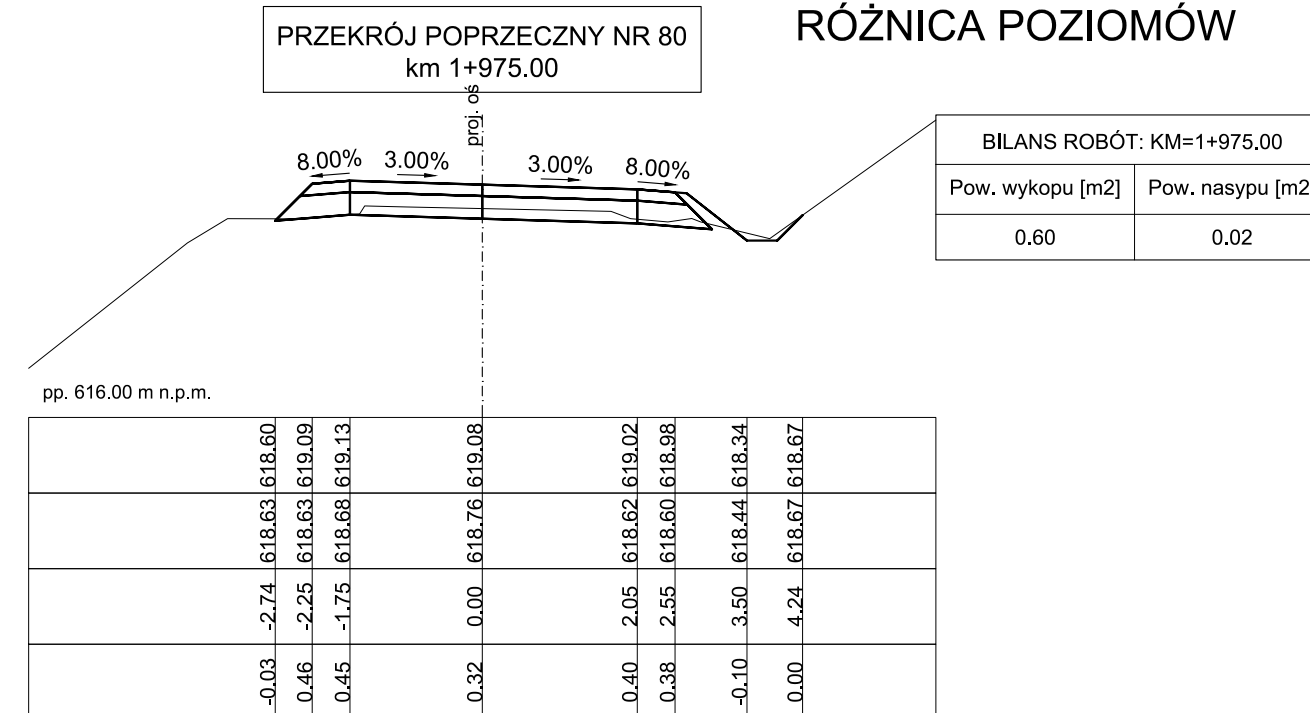 PRZEKRÓJ POPRZECZNY NR 80
km 1+975.00
RÓŻNICA POZIOMÓW
proj. oś
8.00% 3.00% 3.00% 8.00%
BILANS ROBÓT: KM=1+975.00
Pow. wykopu [m2] Pow. nasypu [m2
0.60 0.02
pp. 616.00 m n.p.m.
618.60 619.09 619.13 619.08 619.02 618.98 618.34 618.67
618.63 618.63 618.68 618.76 618.62 618.60 618.44 618.67
-2.74 -2.25 -1.75 0.00 2.05 2.55 3.50 4.24
-0.03 0.46 0.45 0.32 0.40 0.38 -0.10 0.00